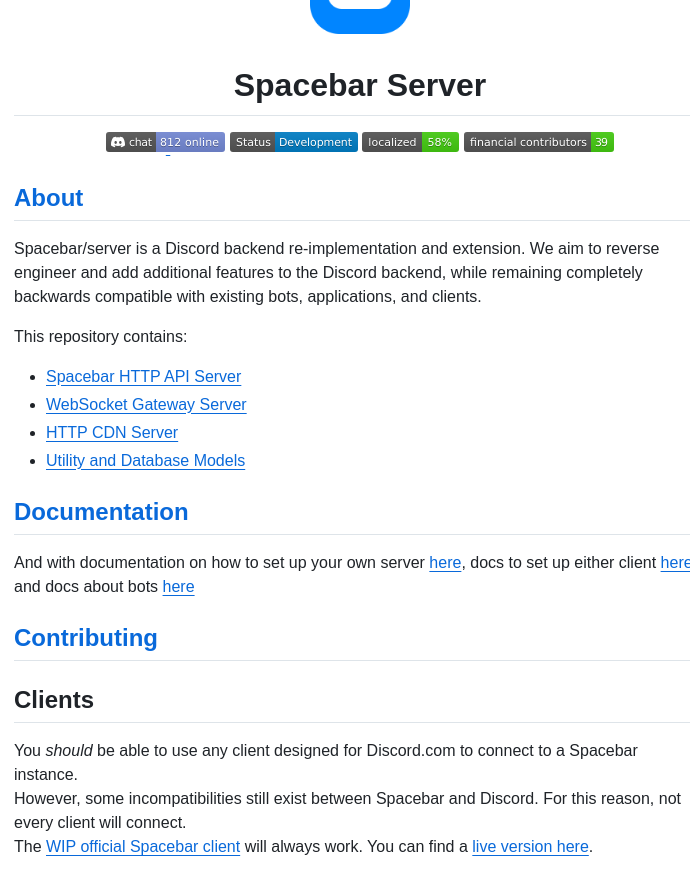 Spacebar Server
chat 812 online Status Development localized 58% financial contributors 39
About
Spacebar/server is a Discord backend re-implementation and extension. We aim to reverse
engineer and add additional features to the Discord backend, while remaining completely
backwards compatible with existing bots, applications, and clients.
This repository contains:
Spacebar HTTP API Server
WebSocket Gateway Server
HTTP CDN Server
Utility and Database Models
Documentation
And with documentation on how to set up your own server here, docs to set up either client here
and docs about bots here
Contributing
Clients
You should be able to use any client designed for Discord.com to connect to a Spacebar
instance.
However, some incompatibilities still exist between Spacebar and Discord. For this reason, not
every client will connect.
The WIP official Spacebar client will always work. You can find a live version here.